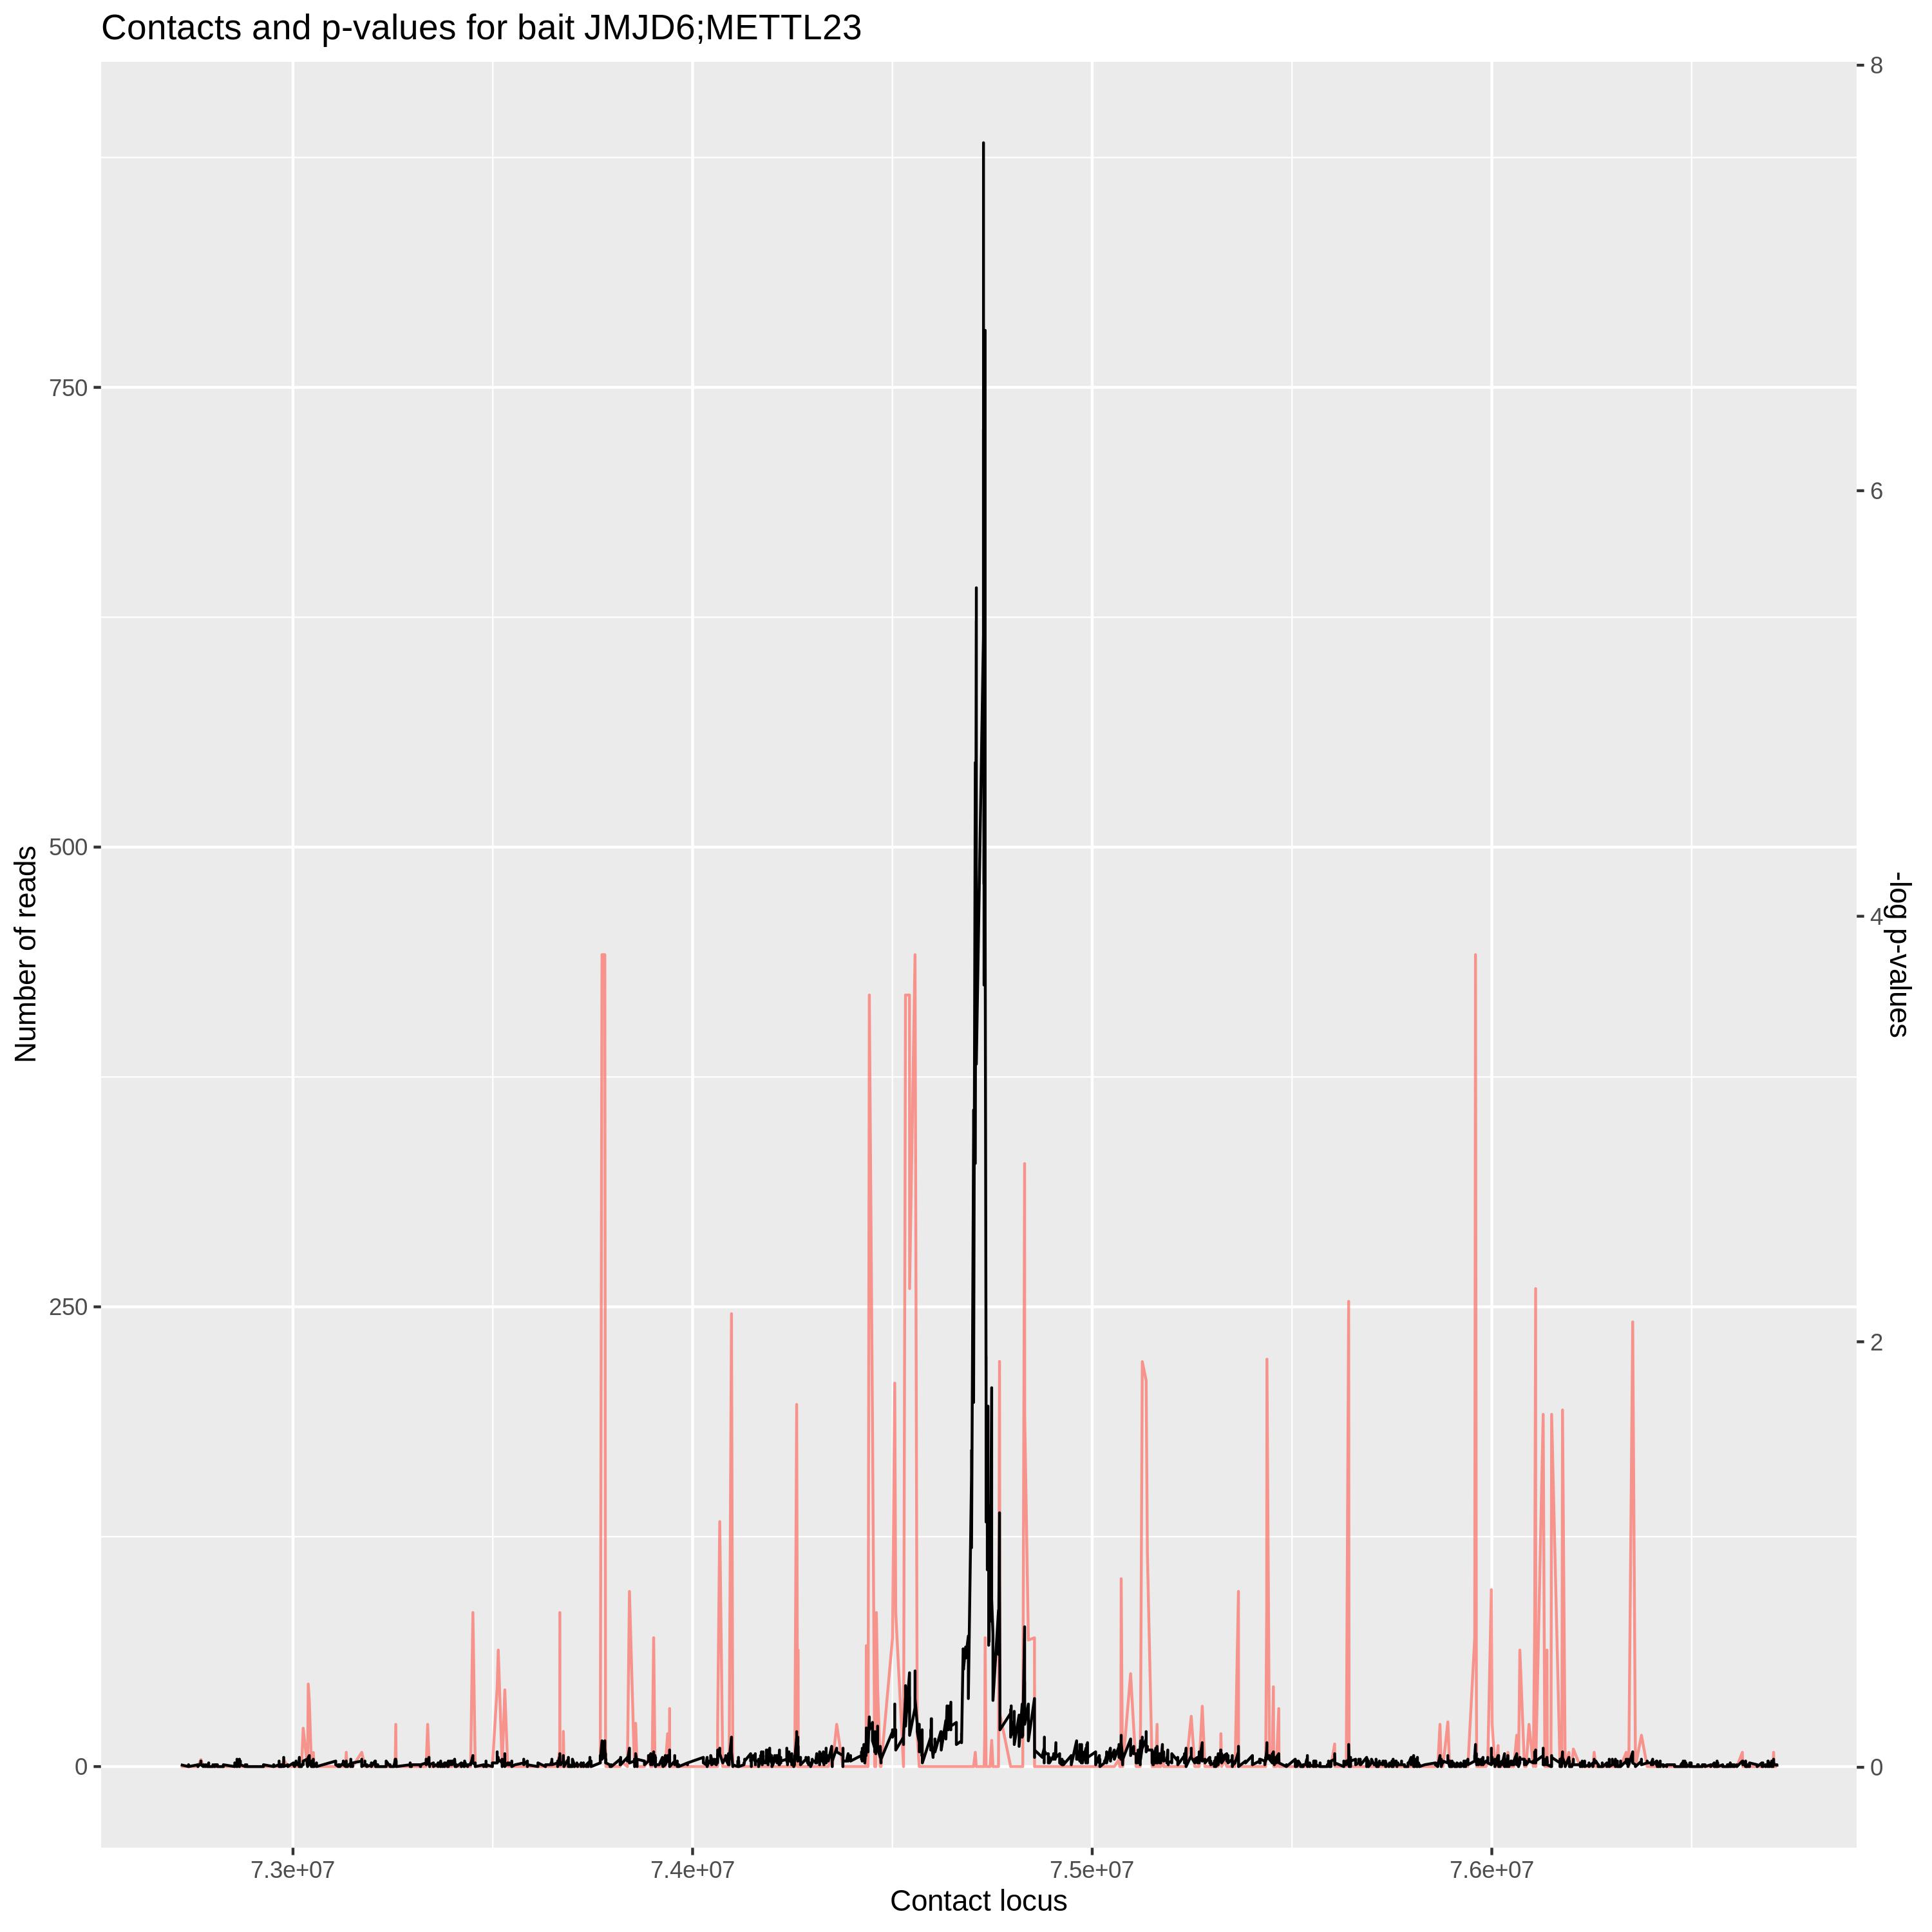 Contacts and p-values for bait JMJD6;METTL23
Number of reads
750
500
250
0
8
6
4
2
0
-log p-values
7.3e+07
7.4e+07
7.5e+07
7.6e+07
Contact locus